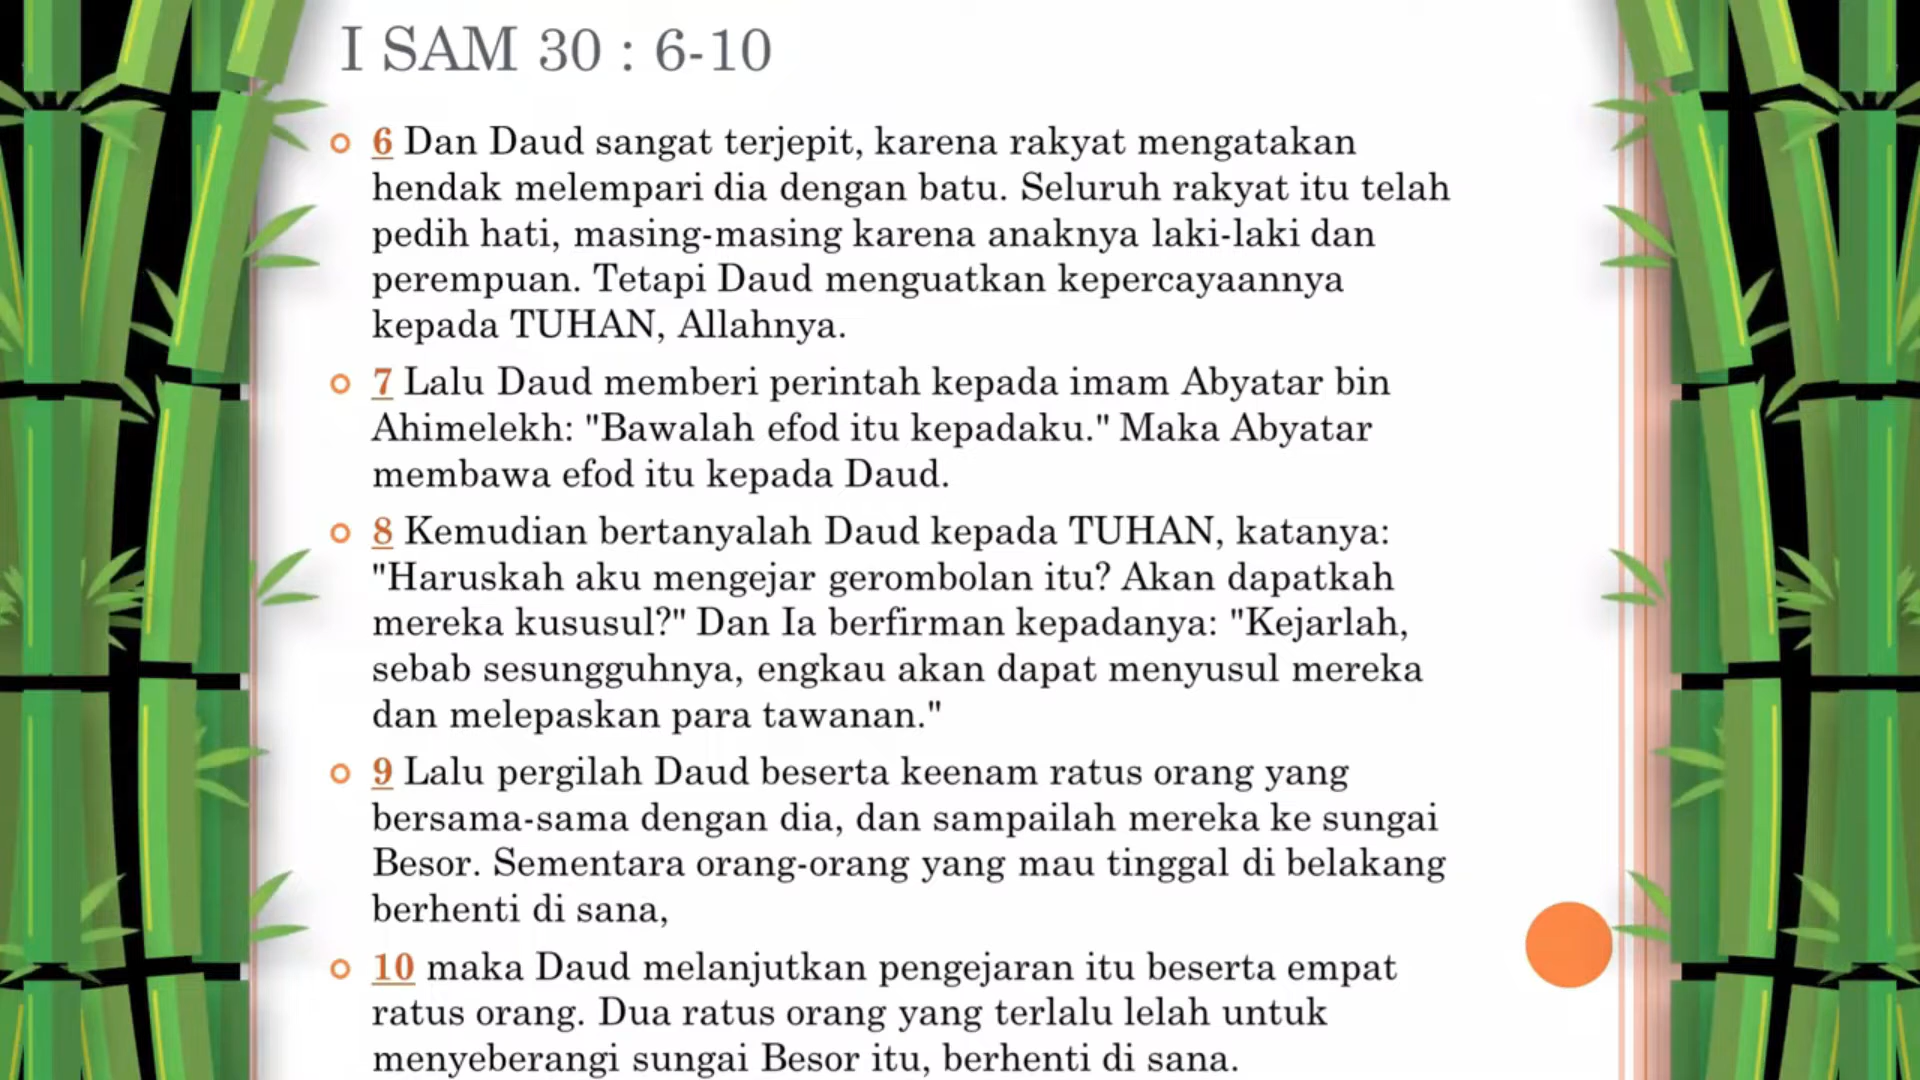 I SAM 30 : 6-10
6 Dan Daud sangat terjepit, karena rakyat mengatakan
hendak melempari dia dengan batu. Seluruh rakyat itu telah
pedih hati, masing-masing karena anaknya laki-laki dan
perempuan. Tetapi Daud menguatkan kepercayaannya
kepada TUHAN, Allahnya.
7 Lalu Daud memberi perintah kepada imam Abyatar bin
Ahimelekh: "Bawalah efod itu kepadaku." Maka Abyatar
membawa efod itu kepada Daud.
8 Kemudian bertanyalah Daud kepada TUHAN, katanya:
"Haruskah aku mengejar gerombolan itu? Akan dapatkah
mereka kususul?" Dan Ia berfirman kepadanya: "Kejarlah,
sebab sesungguhnya, engkau akan dapat menyusul mereka
dan melepaskan para tawanan."
9 Lalu pergilah Daud beserta keenam ratus orang yang
bersama-sama dengan dia, dan sampailah mereka ke sungai
Besor. Sementara orang-orang yang mau tinggal di belakang
berhenti di sana,
10 maka Daud melanjutkan pengejaran itu beserta empat
ratus orang. Dua ratus orang yang terlalu lelah untuk
menyeberangi sungai Besor itu, berhenti di sana.